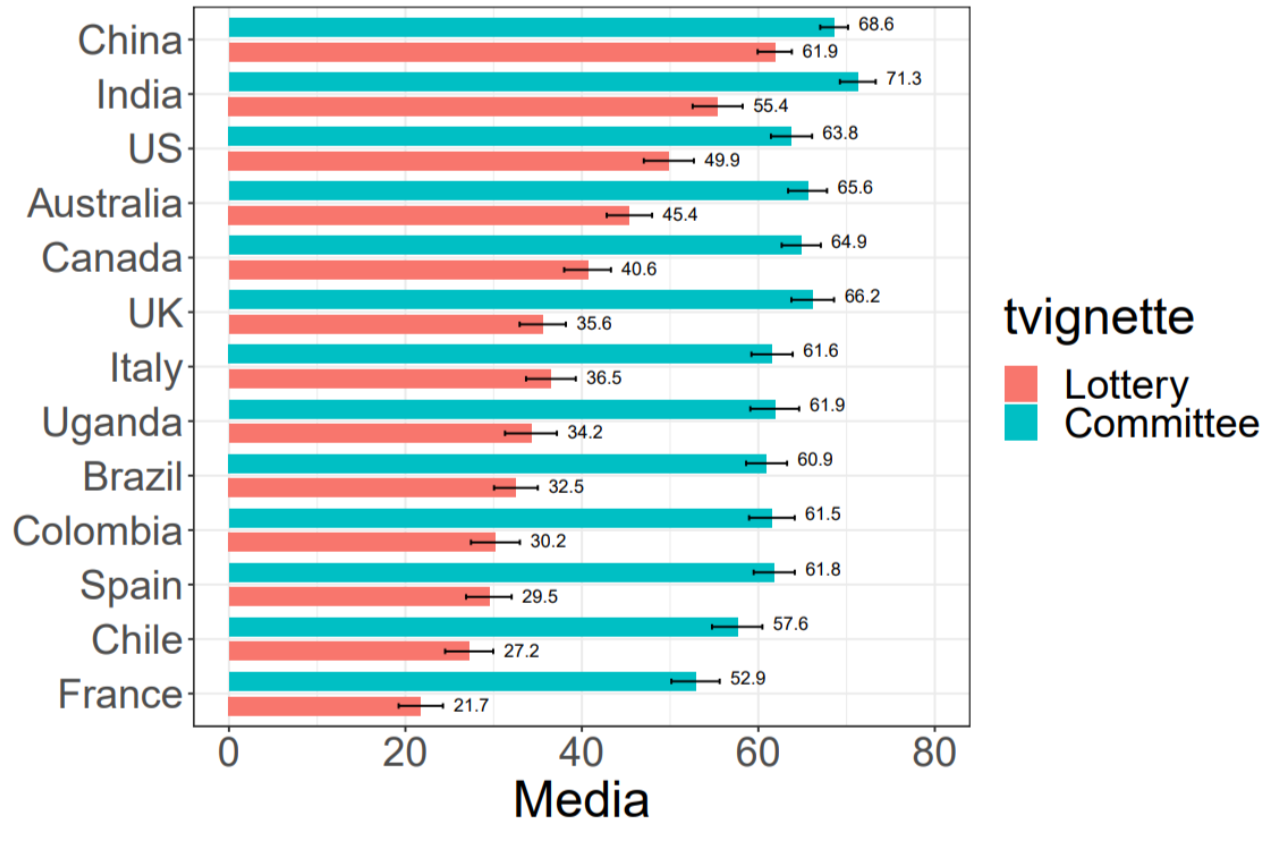 China 68.6
61.9
India 71.3
55.4
US 63.8
49.9
Australia 65.6
45.4
Canada 64.9
40.6
UK 66.2
35.6
Italy 61.6
36.5
Uganda 61.9
34.2
Brazil 60.9
32.5
Colombia 61.5
30.2
Spain 61.8
29.5
Chile 57.6
27.2
France 52.9
21.7
0 20 40 60 80
Media
tvignette
Lottery
Committee